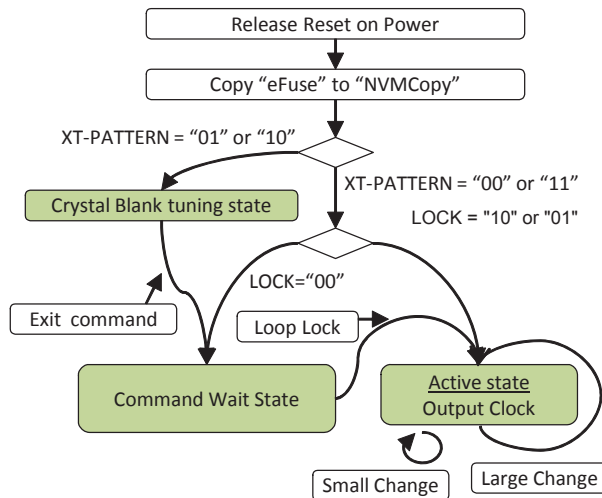 Release Reset on Power
Copy “eFuse” to “NVMCopy”
XT-PATTERN = “01” or “10”
XT-PATTERN = “00” or “11”
Crystal Blank tuning state
LOCK = "10" or "01"
LOCK=“00”
Exit command
Loop Lock
Command Wait State
Active state
Output Clock
Small Change
Large Change